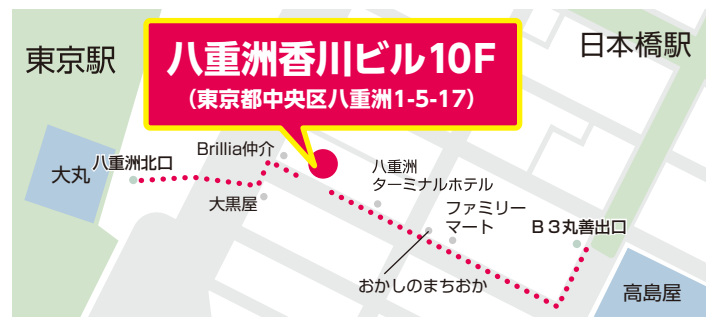 東京駅
八重洲香川ビル10F
（東京都中央区八重洲1-5-17）
日本橋駅
大丸
八重洲北口
Brillia仲介
大黒屋
八重洲
ターミナルホテル
ファミリー
マート
B3丸善出口
おかしのまちおか
高島屋